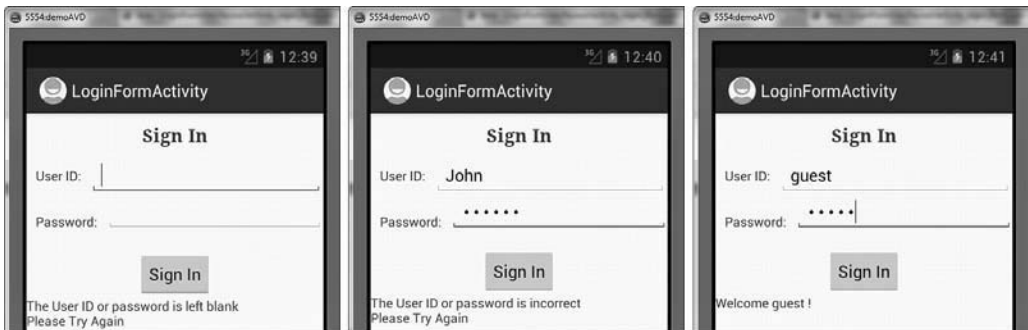 5554:demoAVD
3G 12:39
LoginFormActivity
Sign In
User ID:
Password:
Sign In
The User ID or password is left blank
Please Try Again
5554:demoAVD
3G 12:40
LoginFormActivity
Sign In
User ID: John
Password: ••••••
Sign In
The User ID or password is incorrect
Please Try Again
5554:demoAVD
3G 12:41
LoginFormActivity
Sign In
User ID: guest
Password: •••••
Sign In
Welcome guest !